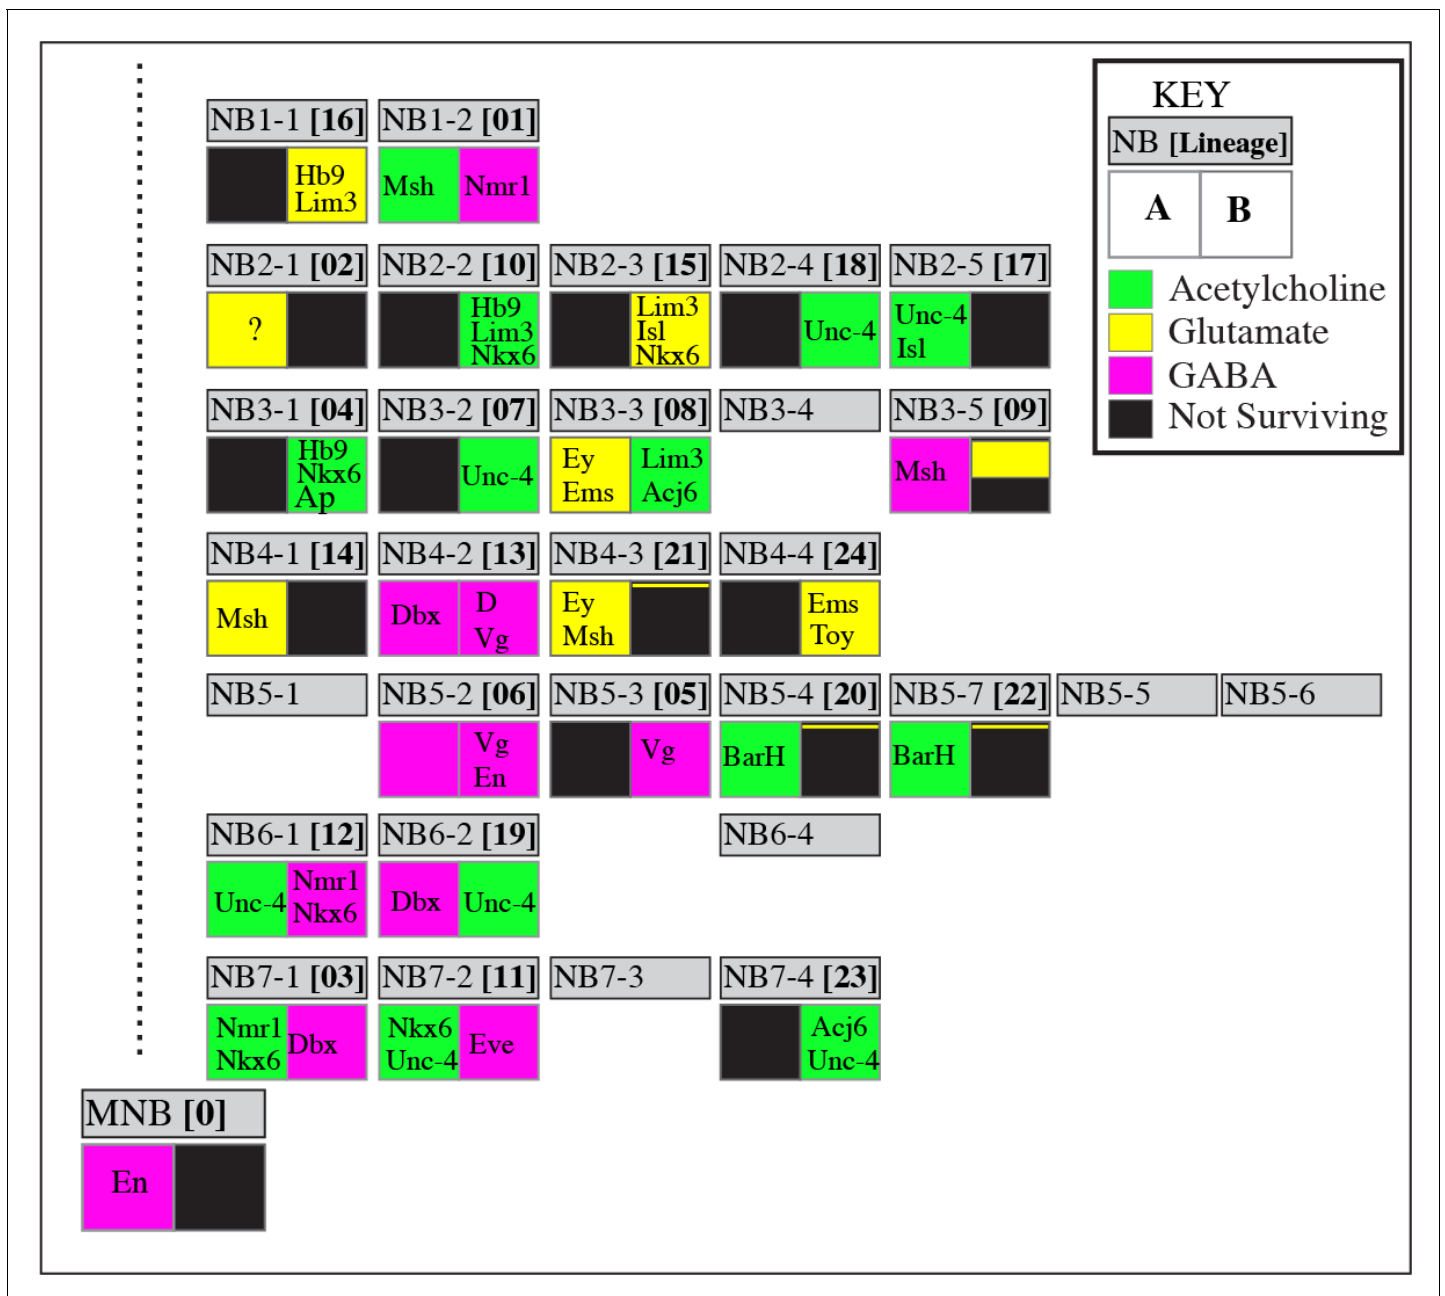 KEY
NB [Lineage]
A B
Acetylcholine
Glutamate
GABA
Not Surviving
NB1-1 [16] NB1-2 [01]
Hb9
Lim3
Msh
Nmr1
NB2-1 [02] NB2-2 [10] NB2-3 [15] NB2-4 [18] NB2-5 [17]
?
Hb9
Lim3
Nkx6
Lim3
Isl
Nkx6
Unc-4
Unc-4
Isl
NB3-1 [04] NB3-2 [07] NB3-3 [08] NB3-4 NB3-5 [09]
Hb9
Nkx6
Ap
Unc-4
Ey
Ems
Lim3
Acj6
Msh
NB4-1 [14] NB4-2 [13] NB4-3 [21] NB4-4 [24]
Msh
Dbx
D
Vg
Ey
Msh
Ems
Toy
NB5-1 NB5-2 [06] NB5-3 [05] NB5-4 [20] NB5-7 [22] NB5-5 NB5-6
Vg
En
Vg
BarH
BarH
NB6-1 [12] NB6-2 [19] NB6-4
Unc-4
Nmr1
Nkx6
Dbx
Unc-4
NB7-1 [03] NB7-2 [11] NB7-3 NB7-4 [23]
Nmr1
Nkx6
Dbx
Nkx6
Unc-4
Eve
Acj6
Unc-4
MNB [0]
En